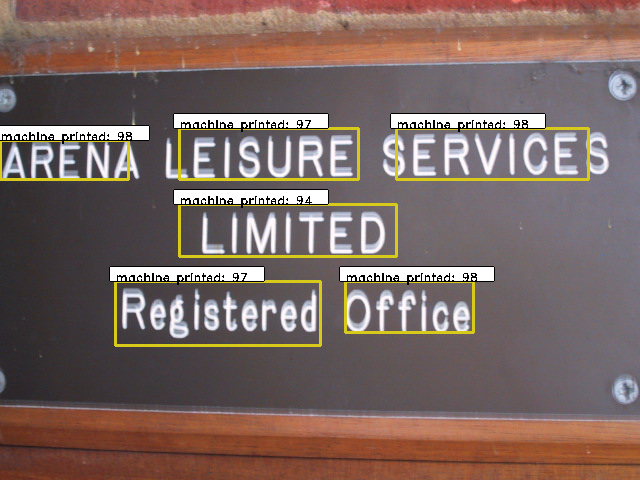 machine printed: 98 machine printed: 97 machine printed: 98
ARENA LEISURE SERVICES
machine printed: 94
LIMITED
machine printed: 97 machine printed: 98
Registered Office